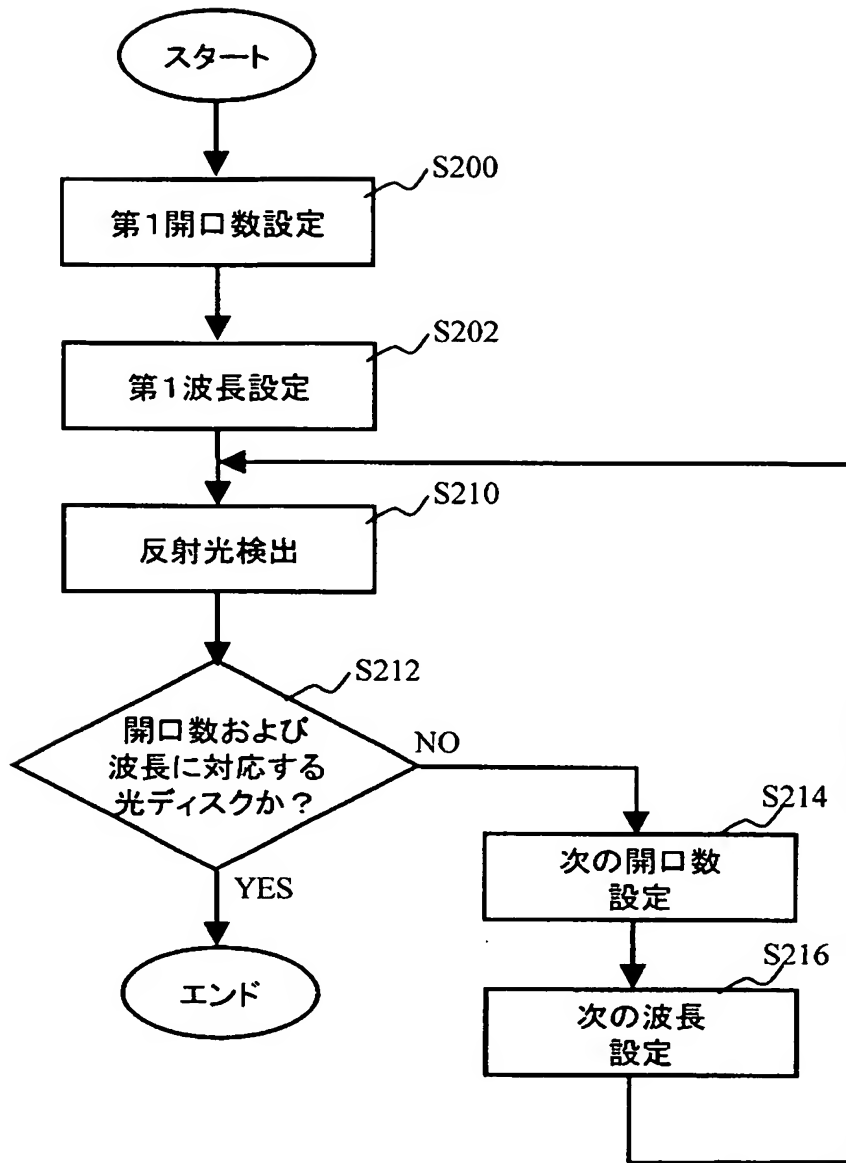 スタート
S200
第1開口数設定
S202
第1波長設定
S210
反射光検出
S212
開口数および
波長に対応する
光ディスクか?
NO
YES
S214
次の開口数
設定
S216
次の波長
設定
エンド